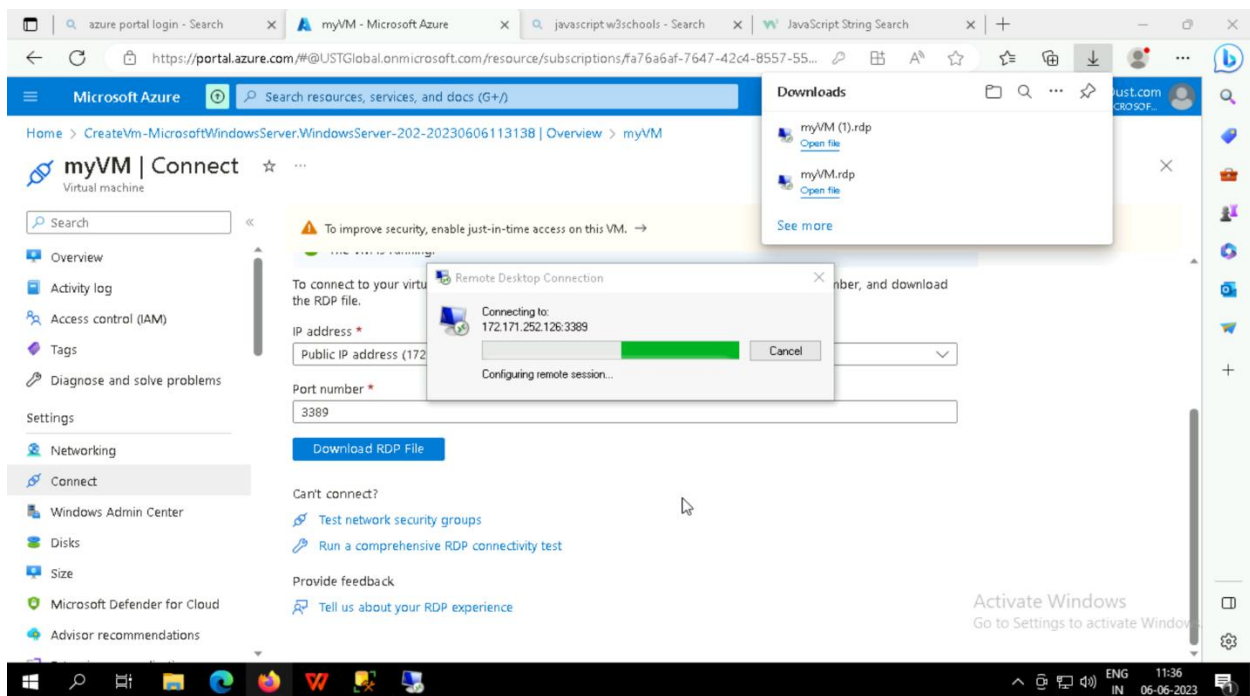 azure portal login - Search
myVM - Microsoft Azure
javascript w3schools - Search
JavaScript String Search
https://portal.azure.com/#@USTGlobal.onmicrosoft.com/resource/subscriptions/fa76a6af-7647-42c4-8557-55...
Microsoft Azure
Search resources, services, and docs (G+/)
ust.com
Downloads
myVM (1).rdp
Open file
myVM.rdp
Open file
See more
Home > CreateVm-MicrosoftWindowsServer.WindowsServer-202-20230606113138 | Overview > myVM
myVM | Connect
Virtual machine
Search
Overview
Activity log
Access control (IAM)
Tags
Diagnose and solve problems
Settings
Networking
Connect
Windows Admin Center
Disks
Size
Microsoft Defender for Cloud
Advisor recommendations
To improve security, enable just-in-time access on this VM. →
To connect to your virtu
nber, and download
the RDP file.
IP address *
Public IP address (172
Port number *
3389
Download RDP File
Can't connect?
Test network security groups
Run a comprehensive RDP connectivity test
Provide feedback
Tell us about your RDP experience
Remote Desktop Connection
Connecting to:
172.171.252.126:3389
Cancel
Configuring remote session...
Activate Windows
Go to Settings to activate Windows
ENG
IN
11:36
06-06-2023